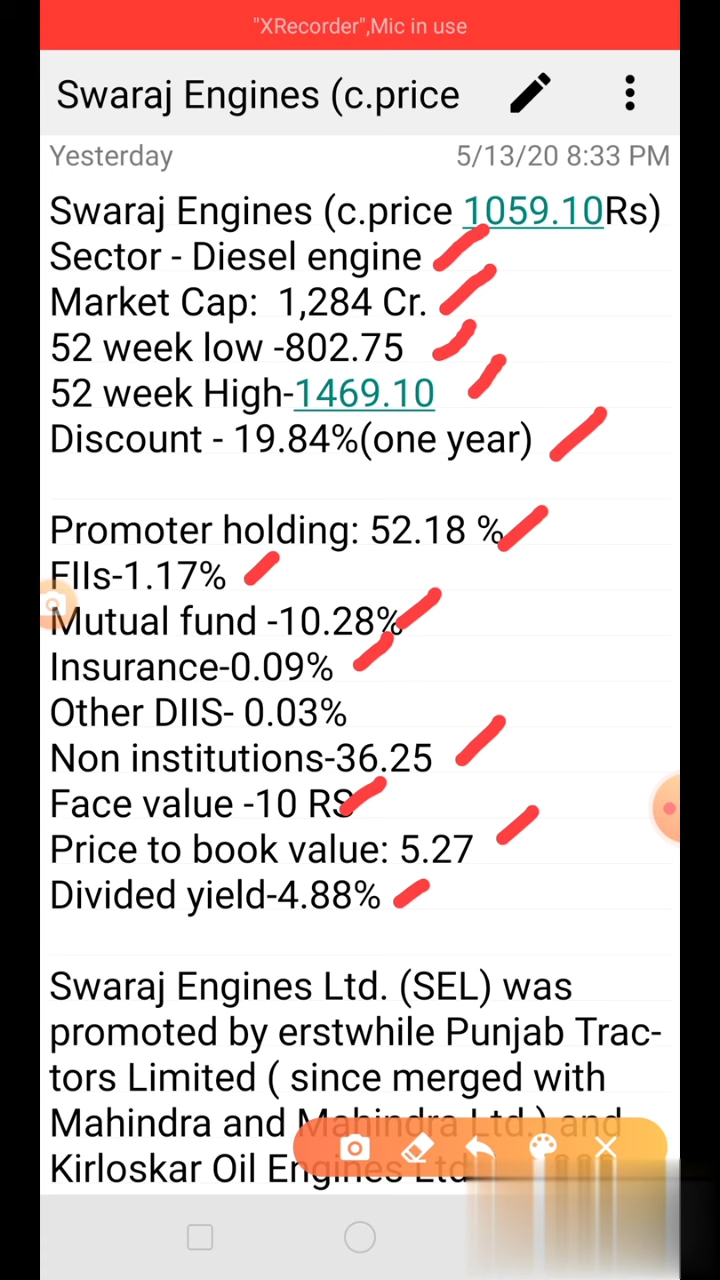 "XRecorder",Mic in use
Swaraj Engines (c.price
Yesterday 5/13/20 8:33 PM
Swaraj Engines (c.price 1059.10Rs)
Sector - Diesel engine
Market Cap: 1,284 Cr.
52 week low -802.75
52 week High-1469.10
Discount - 19.84%(one year)
Promoter holding: 52.18 %
FIIs-1.17%
Mutual fund -10.28%
Insurance-0.09%
Other DIIS- 0.03%
Non institutions-36.25
Face value -10 RS
Price to book value: 5.27
Divided yield-4.88%
Swaraj Engines Ltd. (SEL) was
promoted by erstwhile Punjab Trac-
tors Limited ( since merged with
Mahindra and Mahindra Ltd.) and
Kirloskar Oil Engines Ltd